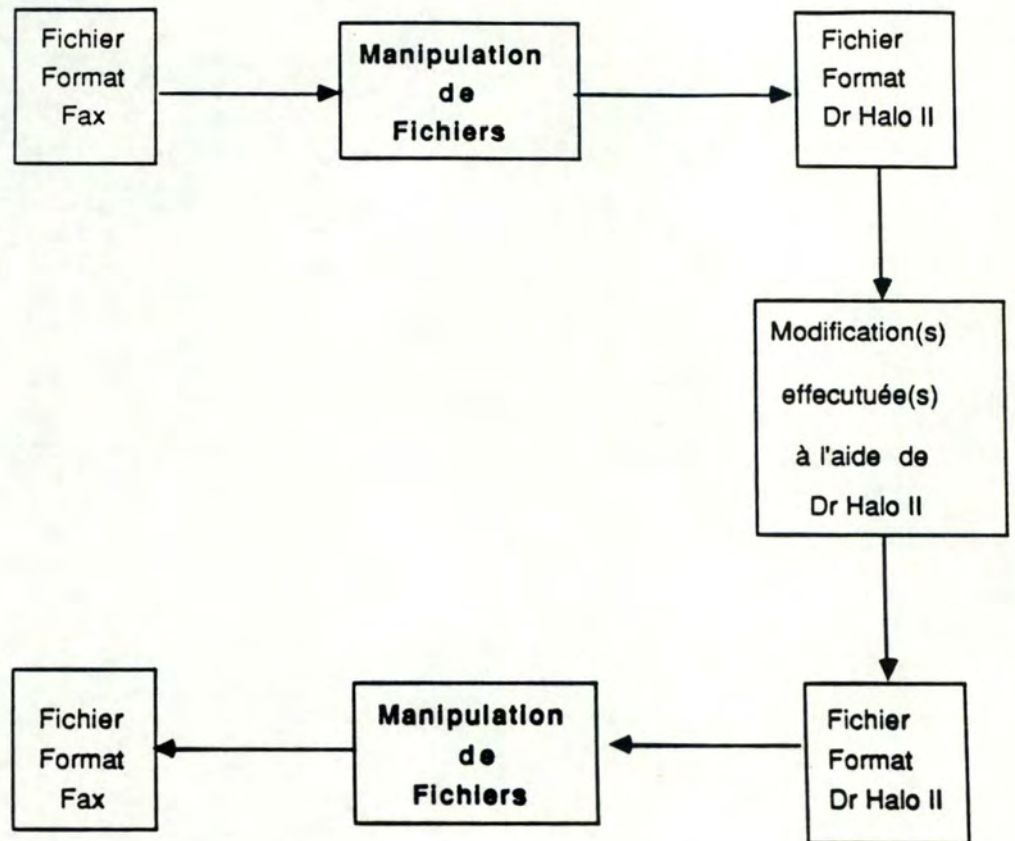 Fichier
Format
Fax
Manipulation
de
Fichiers
Fichier
Format
Dr Halo II
Modification(s)
effecutuée(s)
à l'aide de
Dr Halo II
Fichier
Format
Dr Halo II
Manipulation
de
Fichiers
Fichier
Format
Fax